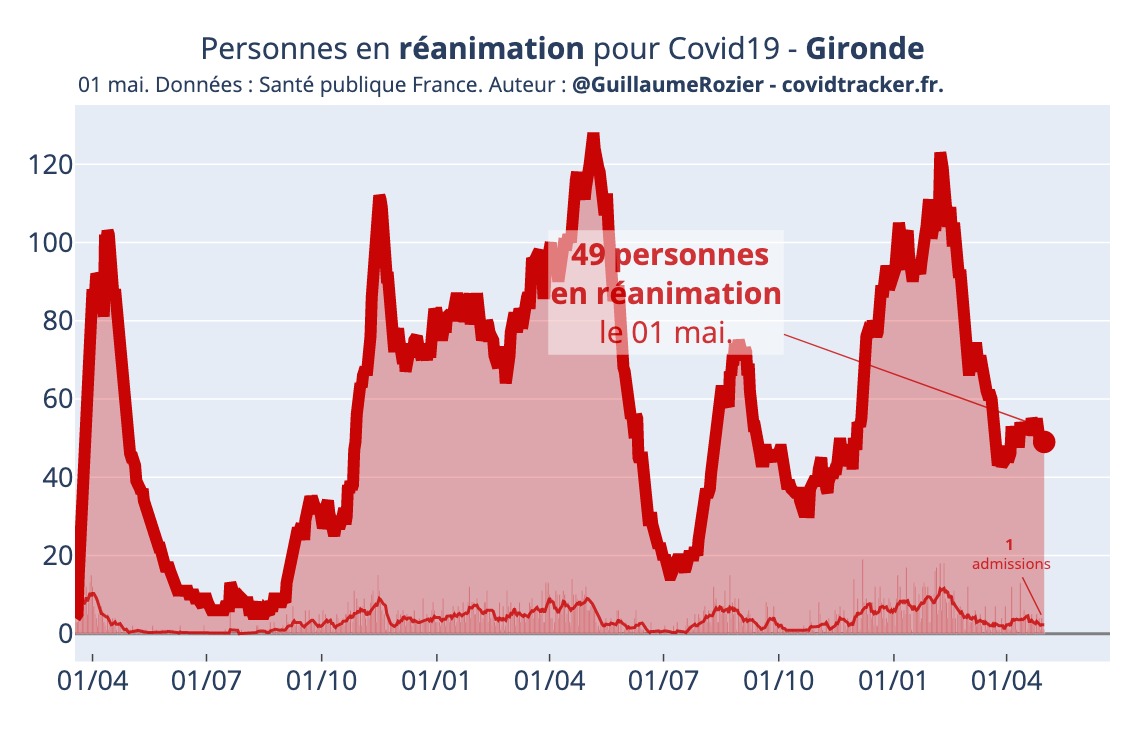 Personnes en réanimation pour Covid19 - Gironde
01 mai. Données : Santé publique France. Auteur : @GuillaumeRozier - covidtracker.fr.
120
100
80
60
40
20
0
49 personnes
en réanimation
le 01 mai.
1
admissions
01/04 01/07 01/10 01/01 01/04 01/07 01/10 01/01 01/04